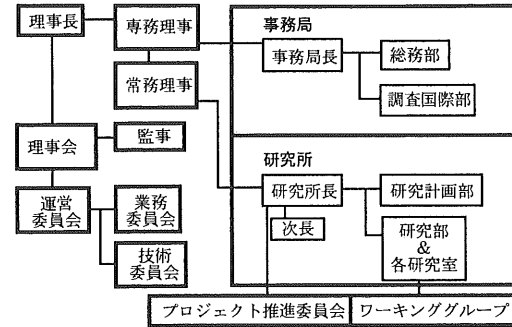 理事長
専務理事
常務理事
理事会
監事
運営
委員会
業務
委員会
技術
委員会
事務局
事務局長
総務部
調査国際部
研究所
研究所長
次長
研究計画部
研究部
&
各研究室
プロジェクト推進委員会
ワーキンググループ